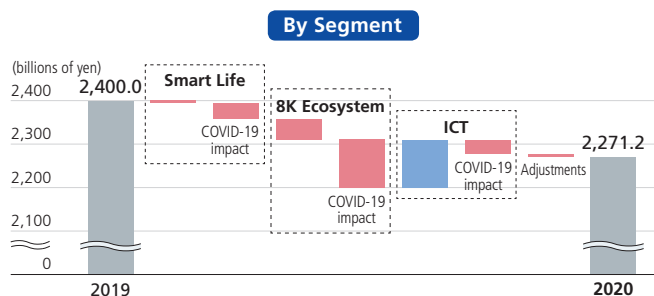 By Segment
(billions of yen)
2,400
2,300
2,200
2,100
0
2,400.0
Smart Life
COVID-19
impact
8K Ecosystem
COVID-19
impact
ICT
COVID-19
impact
Adjustments
2,271.2
2019
2020